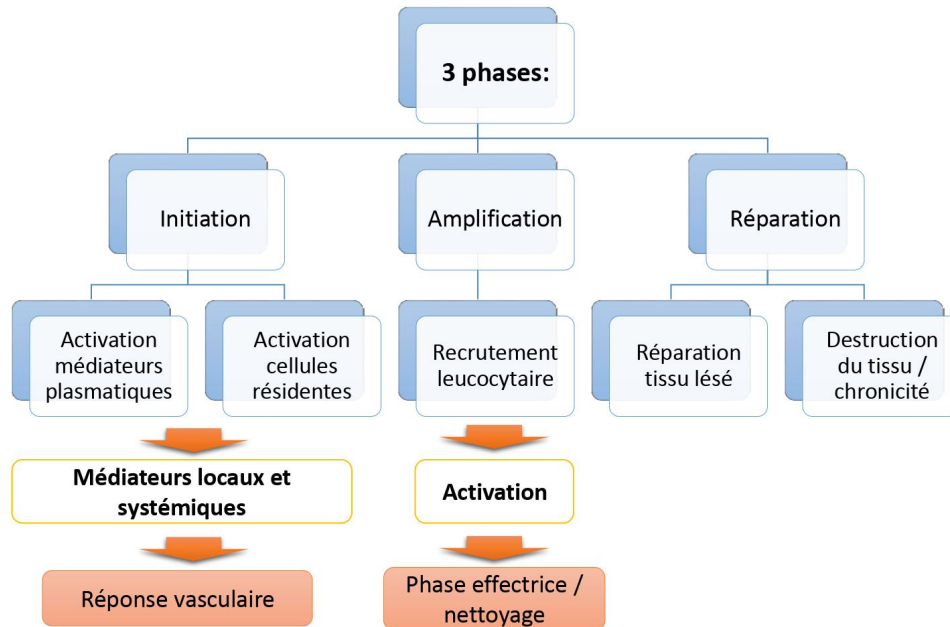 3 phases:
Initiation
Amplification
Réparation
Activation
médiateurs
plasmatiques
Activation
cellules
résidentes
Recrutement
leucocytaire
Réparation
tissu lésé
Destruction
du tissu /
chronicité
Médiateurs locaux et
systémiques
Activation
Réponse vasculaire
Phase effectrice /
nettoyage